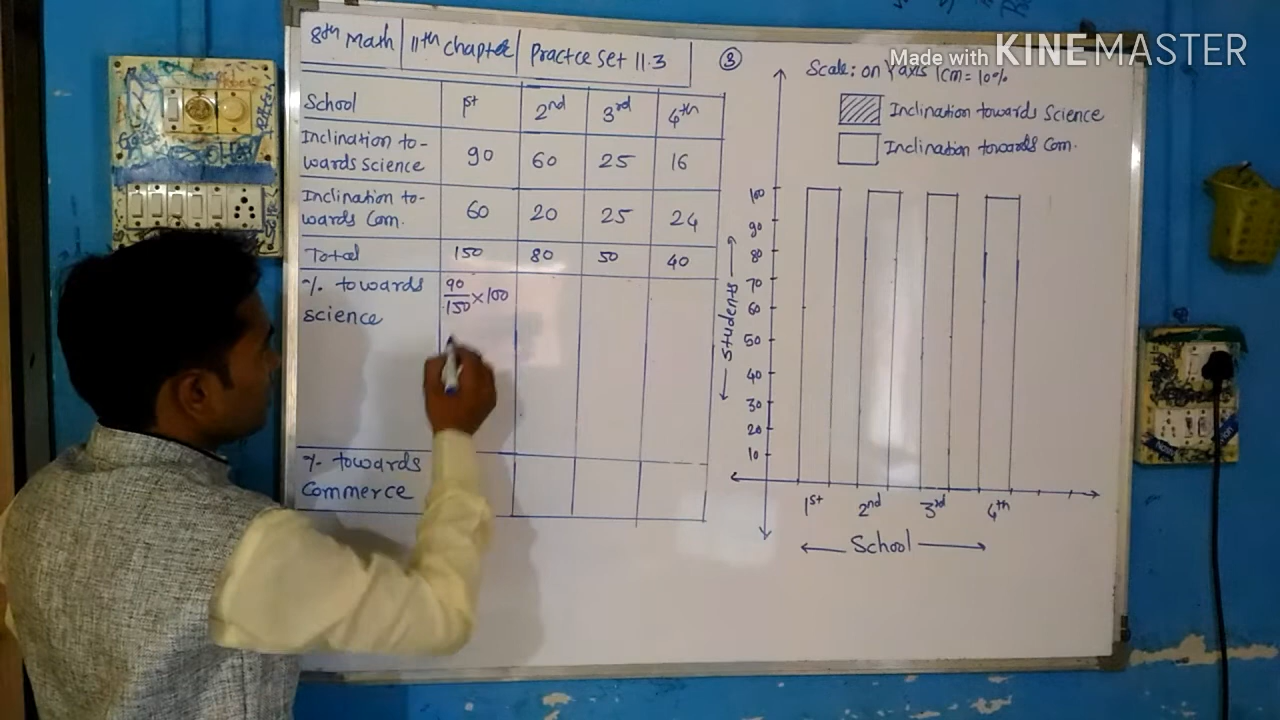 8th Math 11th chapter Practce Set 11.3
③
Made with KINEMASTER
Scale: on Y axis 1cm = 10%
Inclination towards Science
Inclination towards Com.
School 1st 2nd 3rd 4th
Inclination to-
wards Science 90 60 25 16
Inclination to-
wards Com. 60 20 25 24
Total 150 80 50 40
% towards
science
90/150 × 100
% towards
Commerce
100
90
80
70
60
50
40
30
20
10
Students
1st 2nd 3rd 4th
School